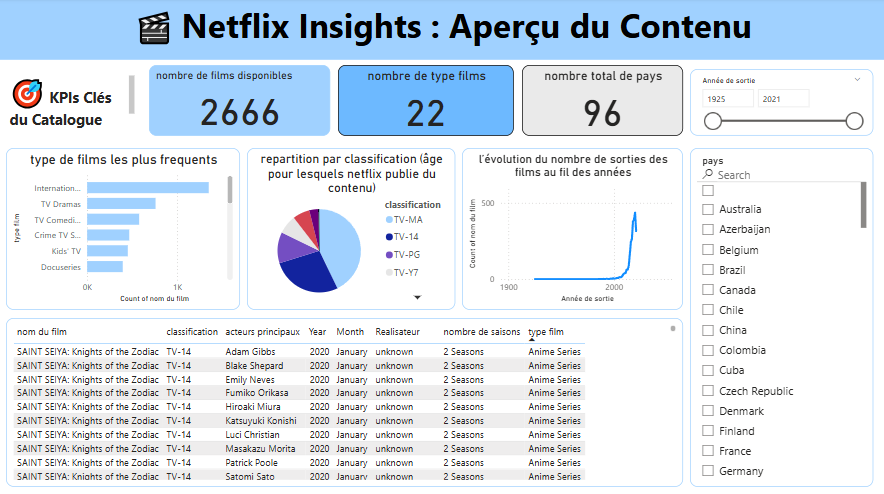 Netflix Insights : Aperçu du Contenu
KPIs Clés
du Catalogue
nombre de films disponibles
2666
nombre de type films
22
nombre total de pays
96
Année de sortie
1925
2021
type de films les plus frequents
type film
Internation...
TV Dramas
TV Comedi...
Crime TV S...
Kids' TV
Docuseries
0K
1K
Count of nom du film
repartition par classification (âge
pour lesquels netflix publie du
contenu)
classification
TV-MA
TV-14
TV-PG
TV-Y7
l'évolution du nombre de sorties des
films au fil des années
Count of nom du film
500
0
1900
2000
Année de sortie
pays
Search
Australia
Azerbaijan
Belgium
Brazil
Canada
Chile
China
Colombia
Cuba
Czech Republic
Denmark
Finland
France
Germany
nom du film classification acteurs principaux Year Month Realisateur nombre de saisons type film
SAINT SEIYA: Knights of the Zodiac TV-14 Adam Gibbs 2020 January unknown 2 Seasons Anime Series
SAINT SEIYA: Knights of the Zodiac TV-14 Blake Shepard 2020 January unknown 2 Seasons Anime Series
SAINT SEIYA: Knights of the Zodiac TV-14 Emily Neves 2020 January unknown 2 Seasons Anime Series
SAINT SEIYA: Knights of the Zodiac TV-14 Fumiko Orikasa 2020 January unknown 2 Seasons Anime Series
SAINT SEIYA: Knights of the Zodiac TV-14 Hiroaki Miura 2020 January unknown 2 Seasons Anime Series
SAINT SEIYA: Knights of the Zodiac TV-14 Katsuyuki Konishi 2020 January unknown 2 Seasons Anime Series
SAINT SEIYA: Knights of the Zodiac TV-14 Luci Christian 2020 January unknown 2 Seasons Anime Series
SAINT SEIYA: Knights of the Zodiac TV-14 Masakazu Morita 2020 January unknown 2 Seasons Anime Series
SAINT SEIYA: Knights of the Zodiac TV-14 Patrick Poole 2020 January unknown 2 Seasons Anime Series
SAINT SEIYA: Knights of the Zodiac TV-14 Satomi Sato 2020 January unknown 2 Seasons Anime Series